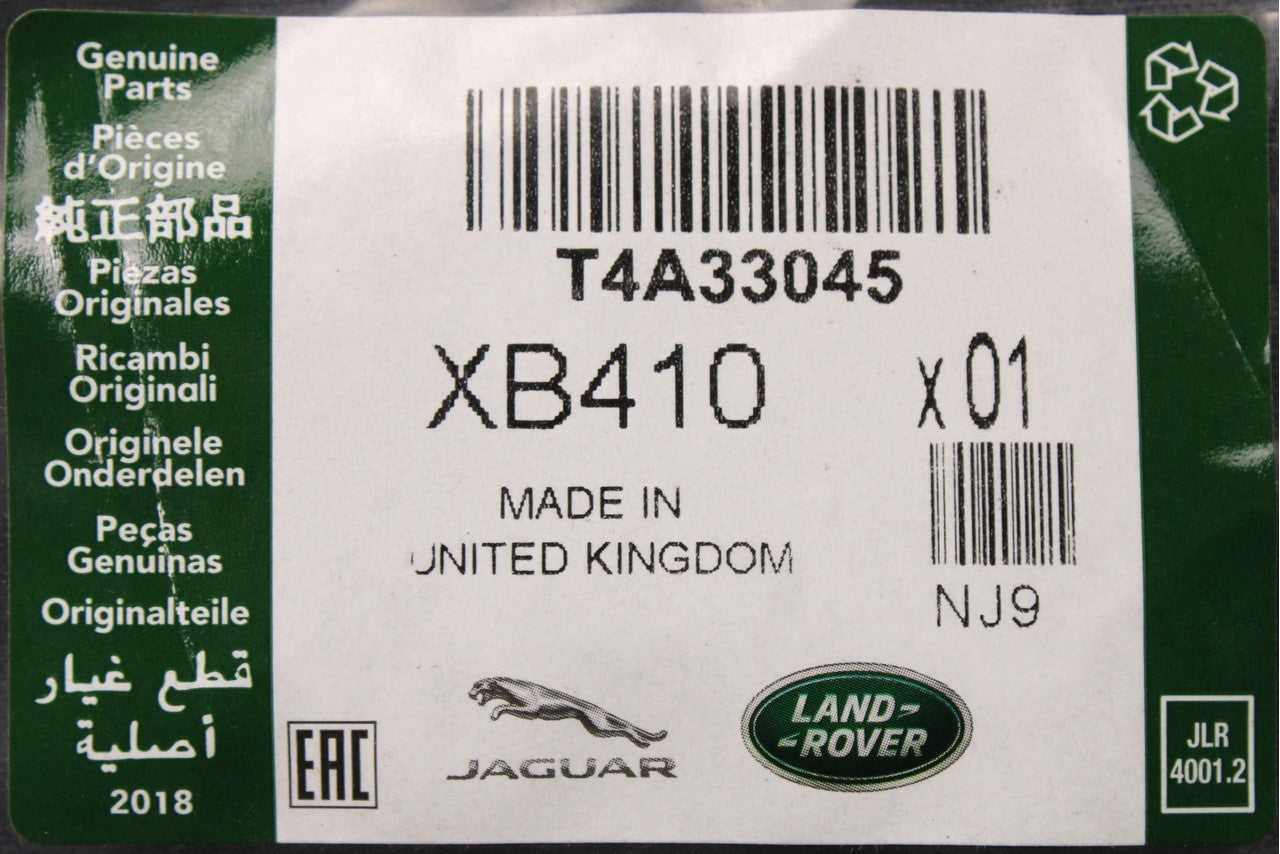 Genuine
Parts
Pièces
d'Origine
純正部品
Piezas
Originales
Ricambi
Originali
Originele
Onderdelen
Peças
Genuinas
Originalteile
قطع غيار
أصلية
2018
T4A33045
XB410
x 01
MADE IN
UNITED KINGDOM
NJ9
EAC
JAGUAR
LAND-
-ROVER
JLR
4001.2